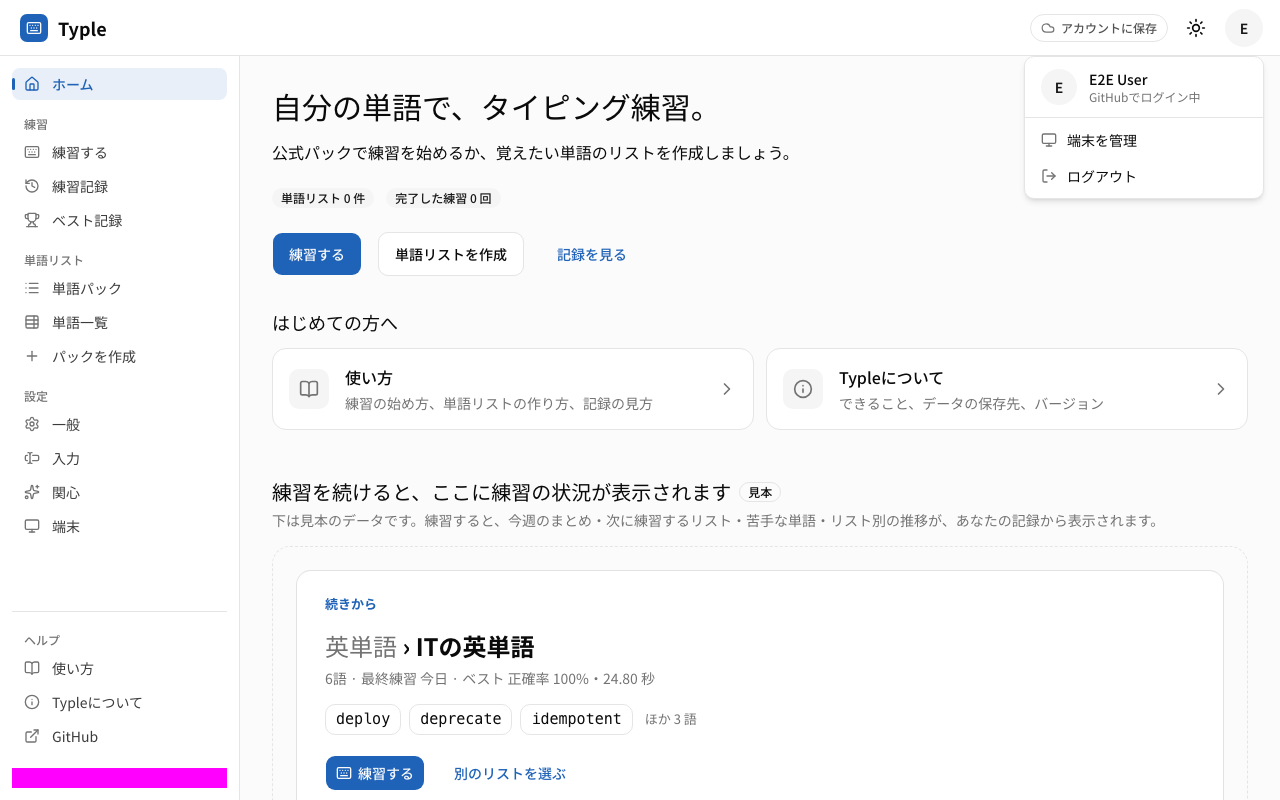 Typle
アカウントに保存
E
E
E2E User
GitHubでログイン中
端末を管理
ログアウト
ホーム
練習
練習する
練習記録
ベスト記録
単語リスト
単語パック
単語一覧
パックを作成
設定
一般
入力
関心
端末
ヘルプ
使い方
Typleについて
GitHub
自分の単語で、タイピング練習。
公式パックで練習を始めるか、覚えたい単語のリストを作成しましょう。
単語リスト 0 件 完了した練習 0 回
練習する 単語リストを作成 記録を見る
はじめての方へ
使い方
練習の始め方、単語リストの作り方、記録の見方
Typleについて
できること、データの保存先、バージョン
練習を続けると、ここに練習の状況が表示されます 見本
下は見本のデータです。練習すると、今週のまとめ・次に練習するリスト・苦手な単語・リスト別の推移が、あなたの記録から表示されます。
続きから
英単語 › ITの英単語
6語 · 最終練習 今日 · ベスト 正確率 100%・24.80 秒
deploy deprecate idempotent ほか 3 語
練習する 別のリストを選ぶ